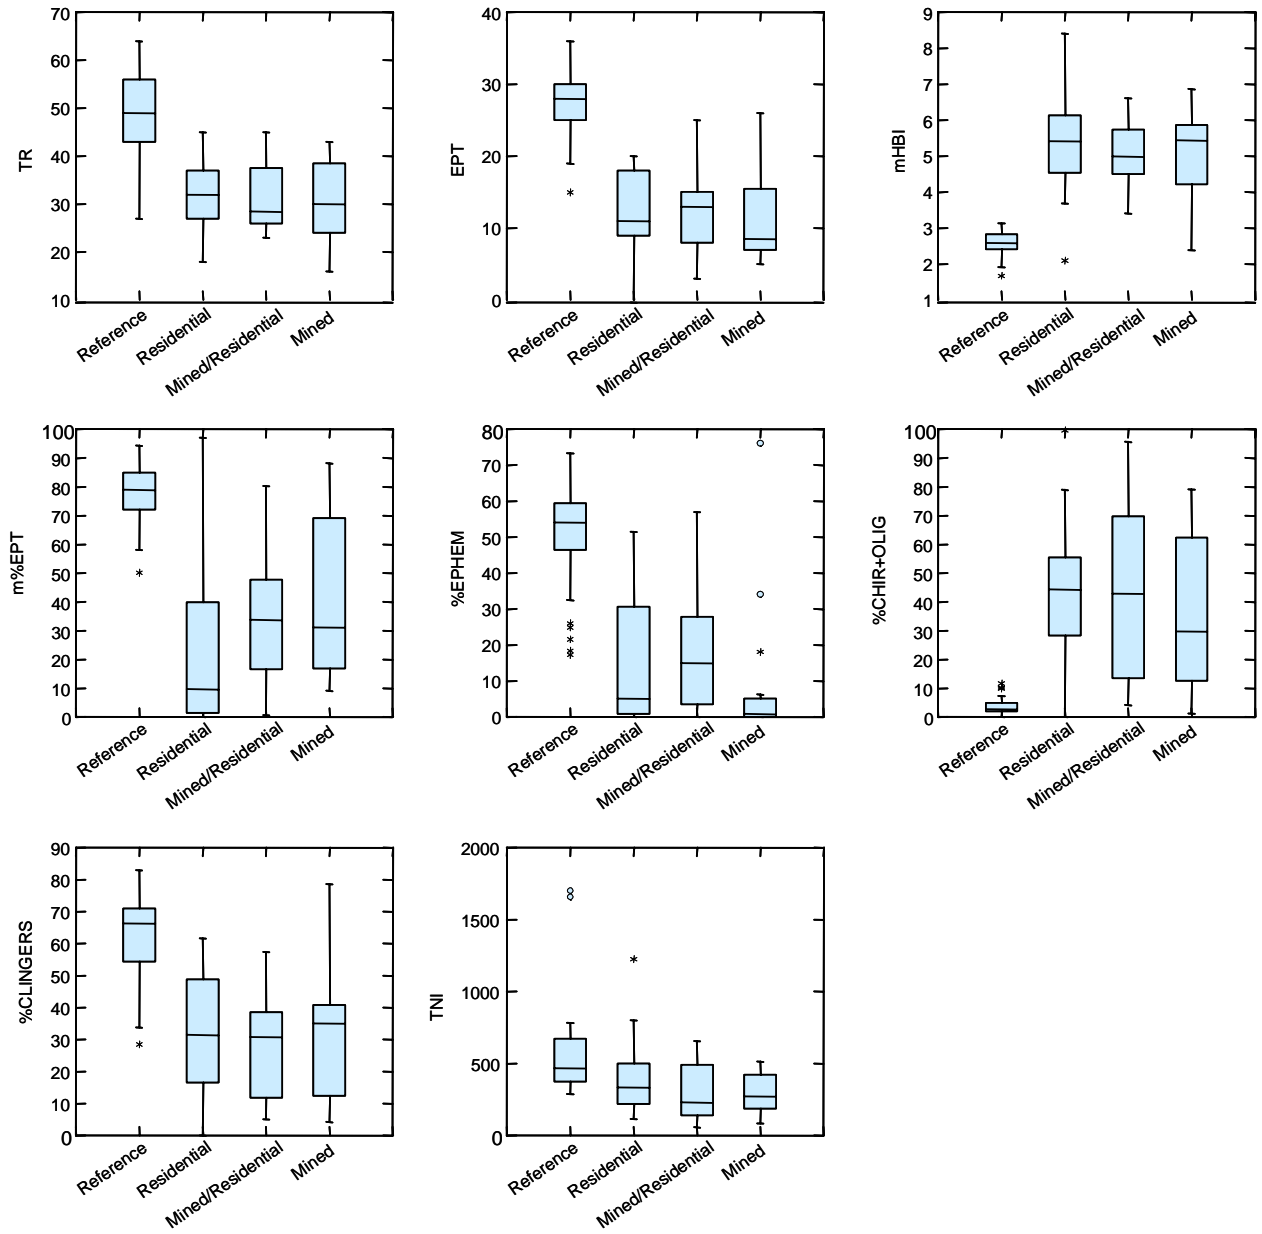 70
60
50
40
30
20
10
TR
Reference
Residential
Mined/Residential
Mined
40
30
20
10
0
EPT
Reference
Residential
Mined/Residential
Mined
9
8
7
6
5
4
3
2
1
mHBI
Reference
Residential
Mined/Residential
Mined
100
90
80
70
60
50
40
30
20
10
0
m%EPT
Reference
Residential
Mined/Residential
Mined
80
70
60
50
40
30
20
10
0
%EPHEM
Reference
Residential
Mined/Residential
Mined
100
90
80
70
60
50
40
30
20
10
0
%CHIR+OLIG
Reference
Residential
Mined/Residential
Mined
90
80
70
60
50
40
30
20
10
0
%CLINGERS
Reference
Residential
Mined/Residential
Mined
2000
1500
1000
500
0
TNI
Reference
Residential
Mined/Residential
Mined